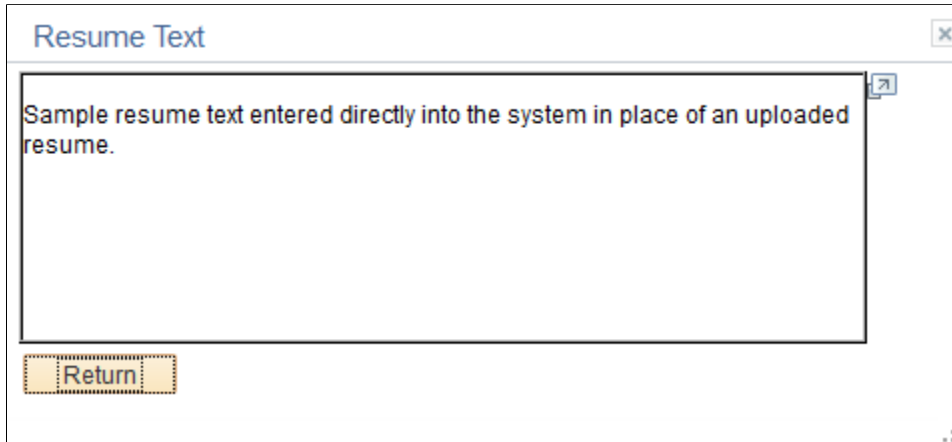 Resume Text
Sample resume text entered directly into the system in place of an uploaded
resume.
Return